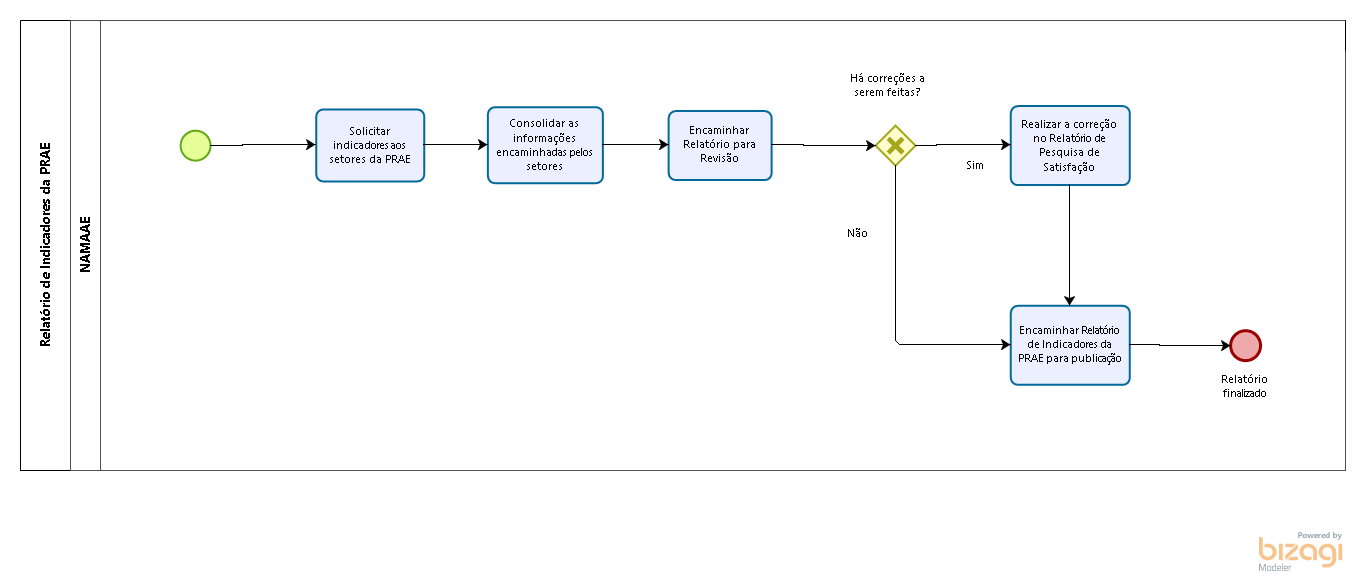 Relatório de Indicadores da PRAE
NAMAAE
Solicitar
indicadores aos
setores da PRAE
Consolidar as
informações
encaminhadas pelos
setores
Encaminhar
Relatório para
Revisão
Há correções a
serem feitas?
Sim
Não
Realizar a correção
no Relatório de
Pesquisa de
Satisfação
Encaminhar Relatório
de Indicadores da
PRAE para publicação
Relatório
finalizado
Powered by
bizagi
Modeler